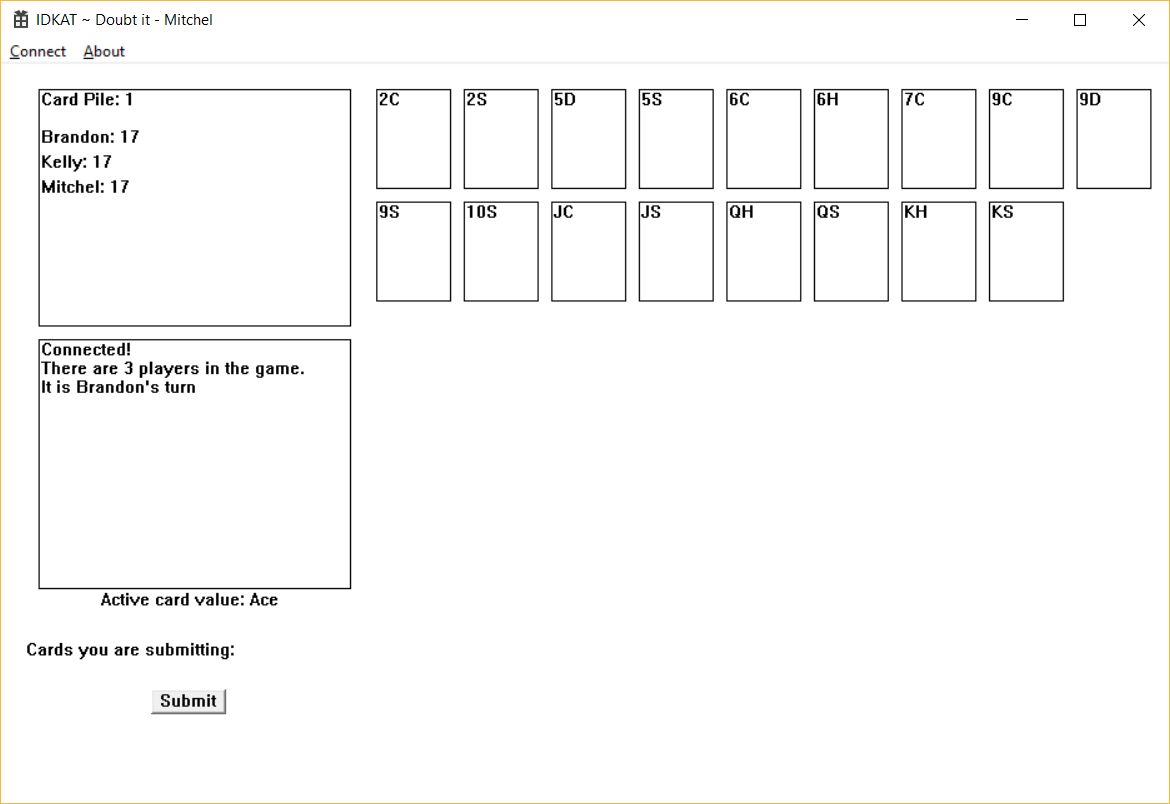 IDKAT ~ Doubt it - Mitchel
Connect About
Card Pile: 1
Brandon: 17
Kelly: 17
Mitchel: 17
2C 2S 5D 5S 6C 6H 7C 9C 9D
9S 10S JC JS QH QS KH KS
Connected!
There are 3 players in the game.
It is Brandon's turn
Active card value: Ace
Cards you are submitting:
Submit